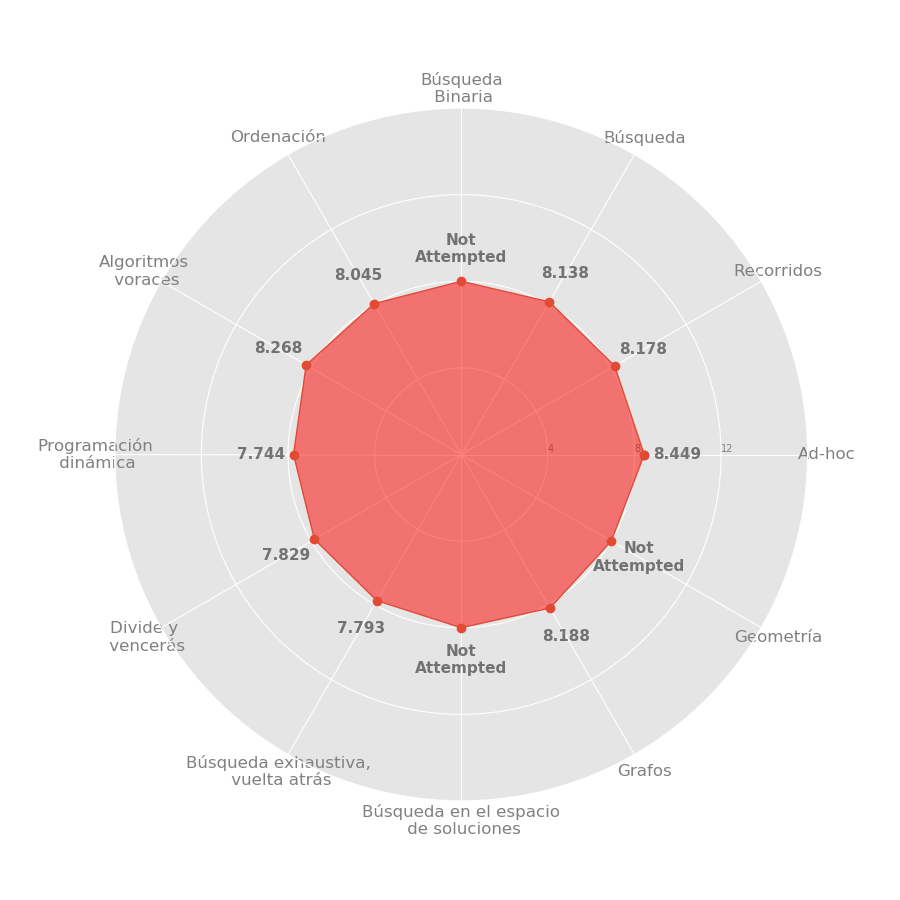 Búsqueda
Binaria
Ordenación
Búsqueda
Not
Attempted
8.045
8.138
Algoritmos
voraces
Recorridos
8.268
8.178
Programación
dinámica
7.744
4
8
12
8.449
Ad-hoc
7.829
Not
Attempted
Divide y
vencerás
7.793
Not
Attempted
8.188
Geometría
Búsqueda exhaustiva,
vuelta atrás
Grafos
Búsqueda en el espacio
de soluciones